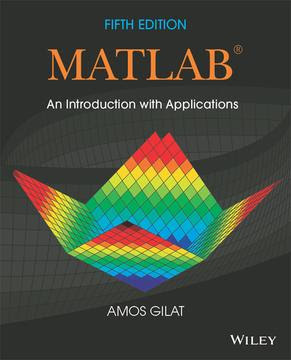 FIFTH EDITION
MATLAB®
An Introduction with Applications
AMOS GILAT
WILEY